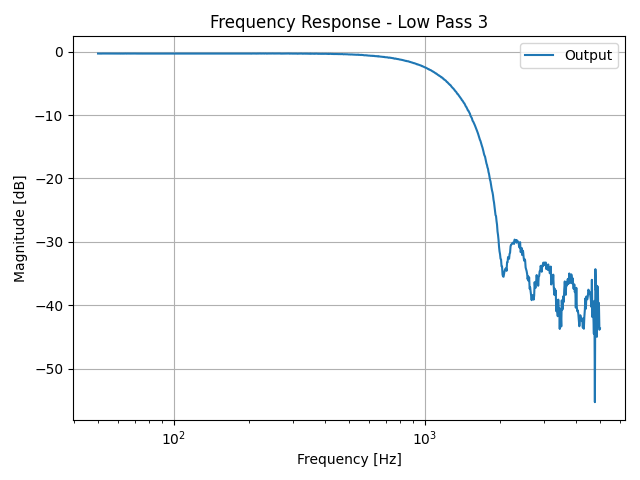 Frequency Response - Low Pass 3
Output
0
−10
−20
−30
−40
−50
Magnitude [dB]
10²
10³
Frequency [Hz]